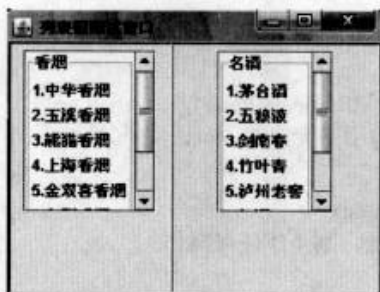 香烟
1.中华香烟
2.玉溪香烟
3.熊猫香烟
4.上海香烟
5.金双喜香烟
名酒
1.茅台酒
2.五粮液
3.剑南春
4.竹叶青
5.泸州老窖